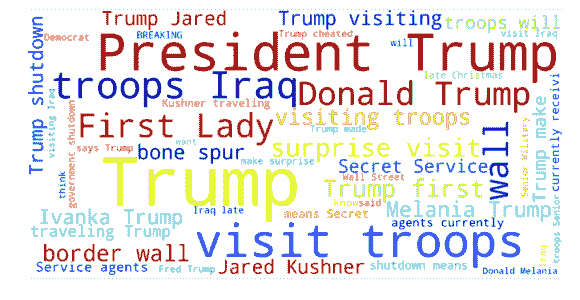 Trump Jared
Trump visiting
troops will
Democrat
BREAKING
Trump cheated
will
visit Iraq
President Trump
Trump shutdown
visiting Iraq
troops Iraq
late Christmas
Donald Trump
Kushner traveling
First Lady
visiting troops
Trump made
government shutdown
says Trump
bone spur
want
surprise visit
wall
Trump make
Senior Military
Currently receivi
make surprise
Secret Service
think
Trump
Wall Street
Trump first
know
said
Ivanka Trump
Iraq late
means Secret
Melania Trump
traveling Trump
agents currently
visit troops
border wall
Iraq
troops Senior
Service agents
Fred Trump
Jared Kushner
shutdown means
Donald Melania